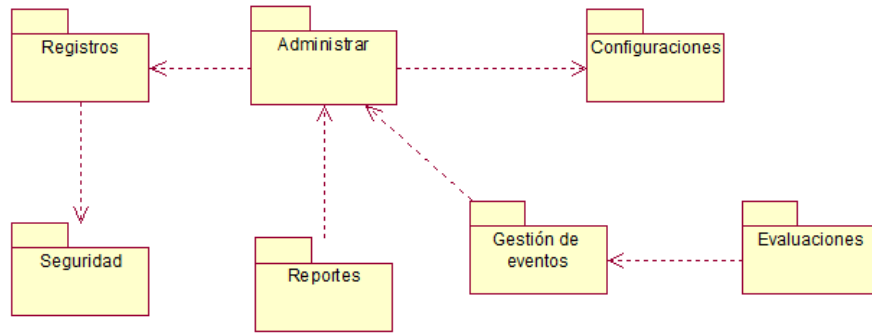 Registros
Administrar
Configuraciones
Seguridad
Reportes
Gestión de
eventos
Evaluaciones